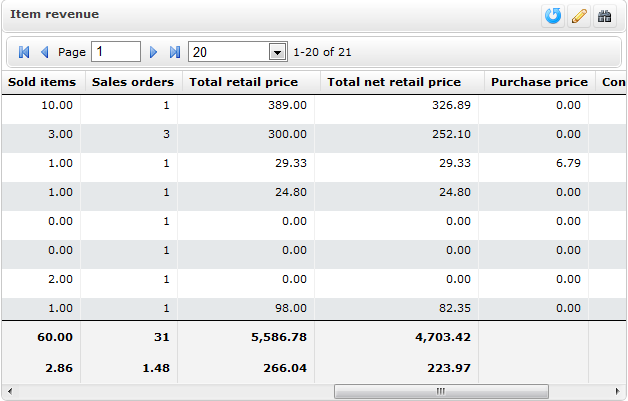 Item revenue
Page 1 20 1-20 of 21
Sold items Sales orders Total retail price Total net retail price Purchase price Con
10.00 1 389.00 326.89 0.00
3.00 3 300.00 252.10 0.00
1.00 1 29.33 29.33 6.79
1.00 1 24.80 24.80 0.00
0.00 1 0.00 0.00 0.00
0.00 1 0.00 0.00 0.00
2.00 1 0.00 0.00 0.00
1.00 1 98.00 82.35 0.00
60.00 31 5,586.78 4,703.42
2.86 1.48 266.04 223.97